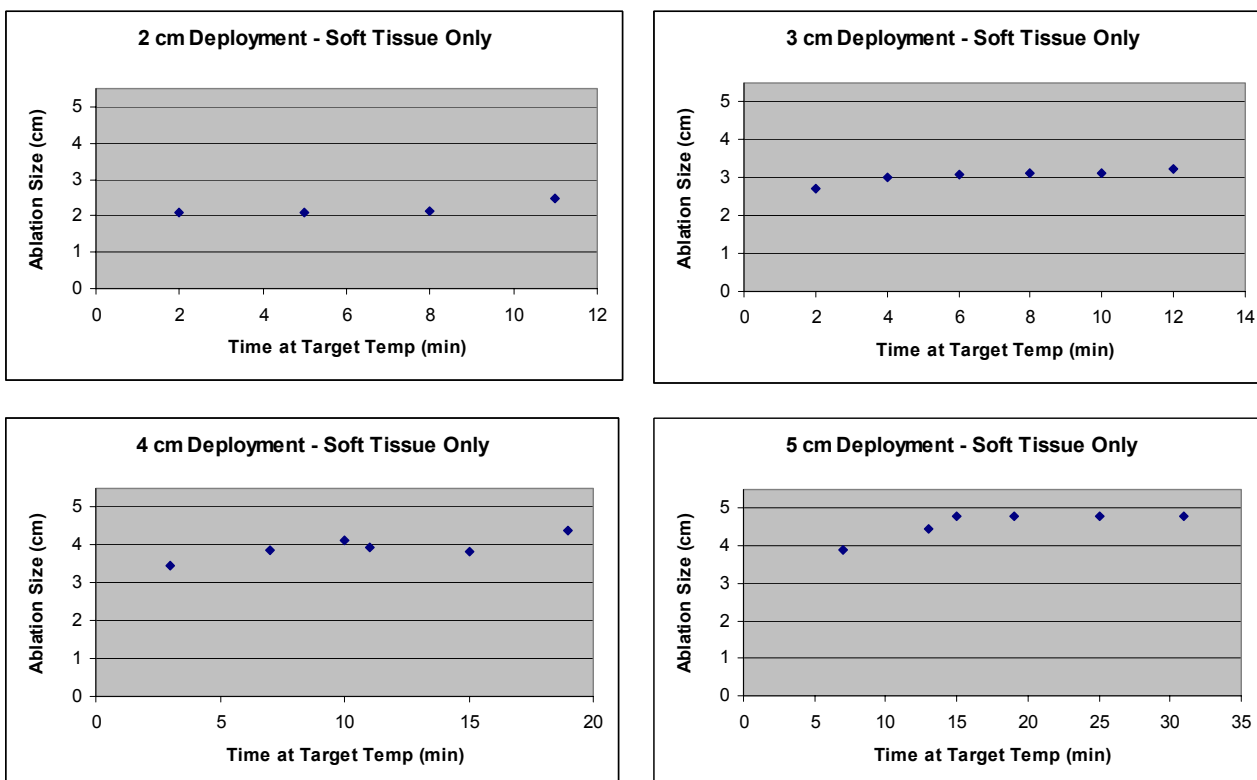 2 cm Deployment - Soft Tissue Only
Ablation Size (cm)
5
4
3
2
1
0
0 2 4 6 8 10 12
Time at Target Temp (min)
3 cm Deployment - Soft Tissue Only
Ablation Size (cm)
5
4
3
2
1
0
0 2 4 6 8 10 12 14
Time at Target Temp (min)
4 cm Deployment - Soft Tissue Only
Ablation Size (cm)
5
4
3
2
1
0
0 5 10 15 20
Time at Target Temp (min)
5 cm Deployment - Soft Tissue Only
Ablation Size (cm)
5
4
3
2
1
0
0 5 10 15 20 25 30 35
Time at Target Temp (min)